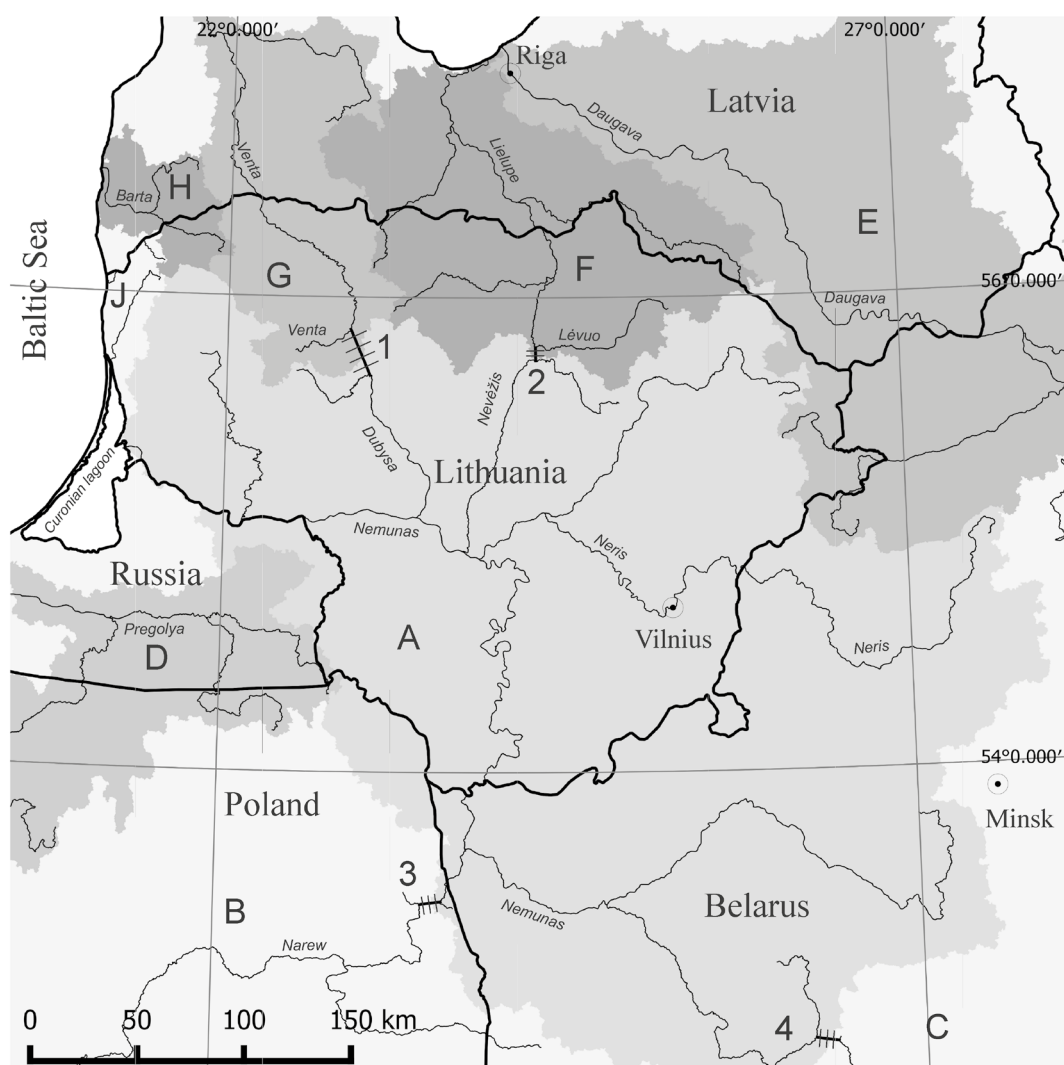 22°0.000′
27°0.000′
Riga
Latvia
Daugava
Venta
Lielupe
Barta
H
E
Baltic Sea
G
F
J
56°0.000′
Daugava
Venta
Lėvuo
1
2
Nevėžis
Dubysa
Lithuania
Curonian lagoon
Nemunas
Neris
Russia
Pregolya
D
A
Vilnius
Neris
54°0.000′
Poland
Minsk
3
B
Nemunas
Belarus
Narew
0 50 100 150 km
4
C